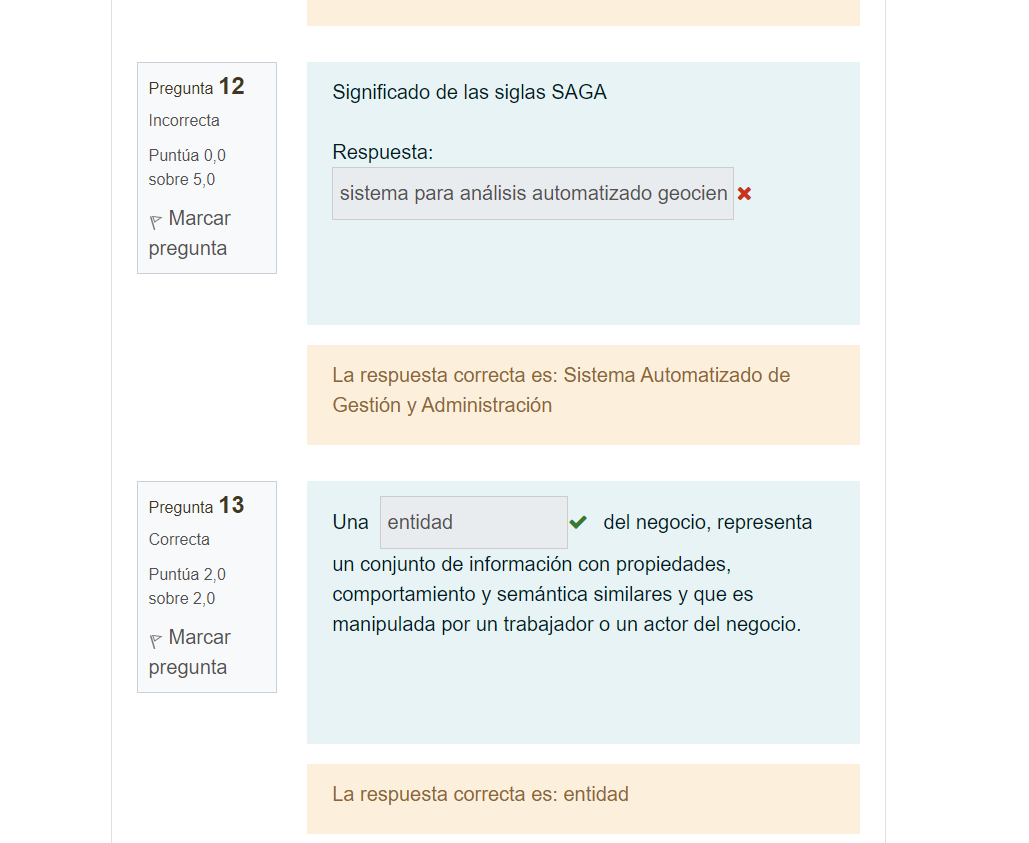 Pregunta 12
Incorrecta
Puntúa 0,0
sobre 5,0
Marcar
pregunta
Significado de las siglas SAGA
Respuesta:
sistema para análisis automatizado geocien
La respuesta correcta es: Sistema Automatizado de
Gestión y Administración
Pregunta 13
Correcta
Puntúa 2,0
sobre 2,0
Marcar
pregunta
Una entidad del negocio, representa
un conjunto de información con propiedades,
comportamiento y semántica similares y que es
manipulada por un trabajador o un actor del negocio.
La respuesta correcta es: entidad